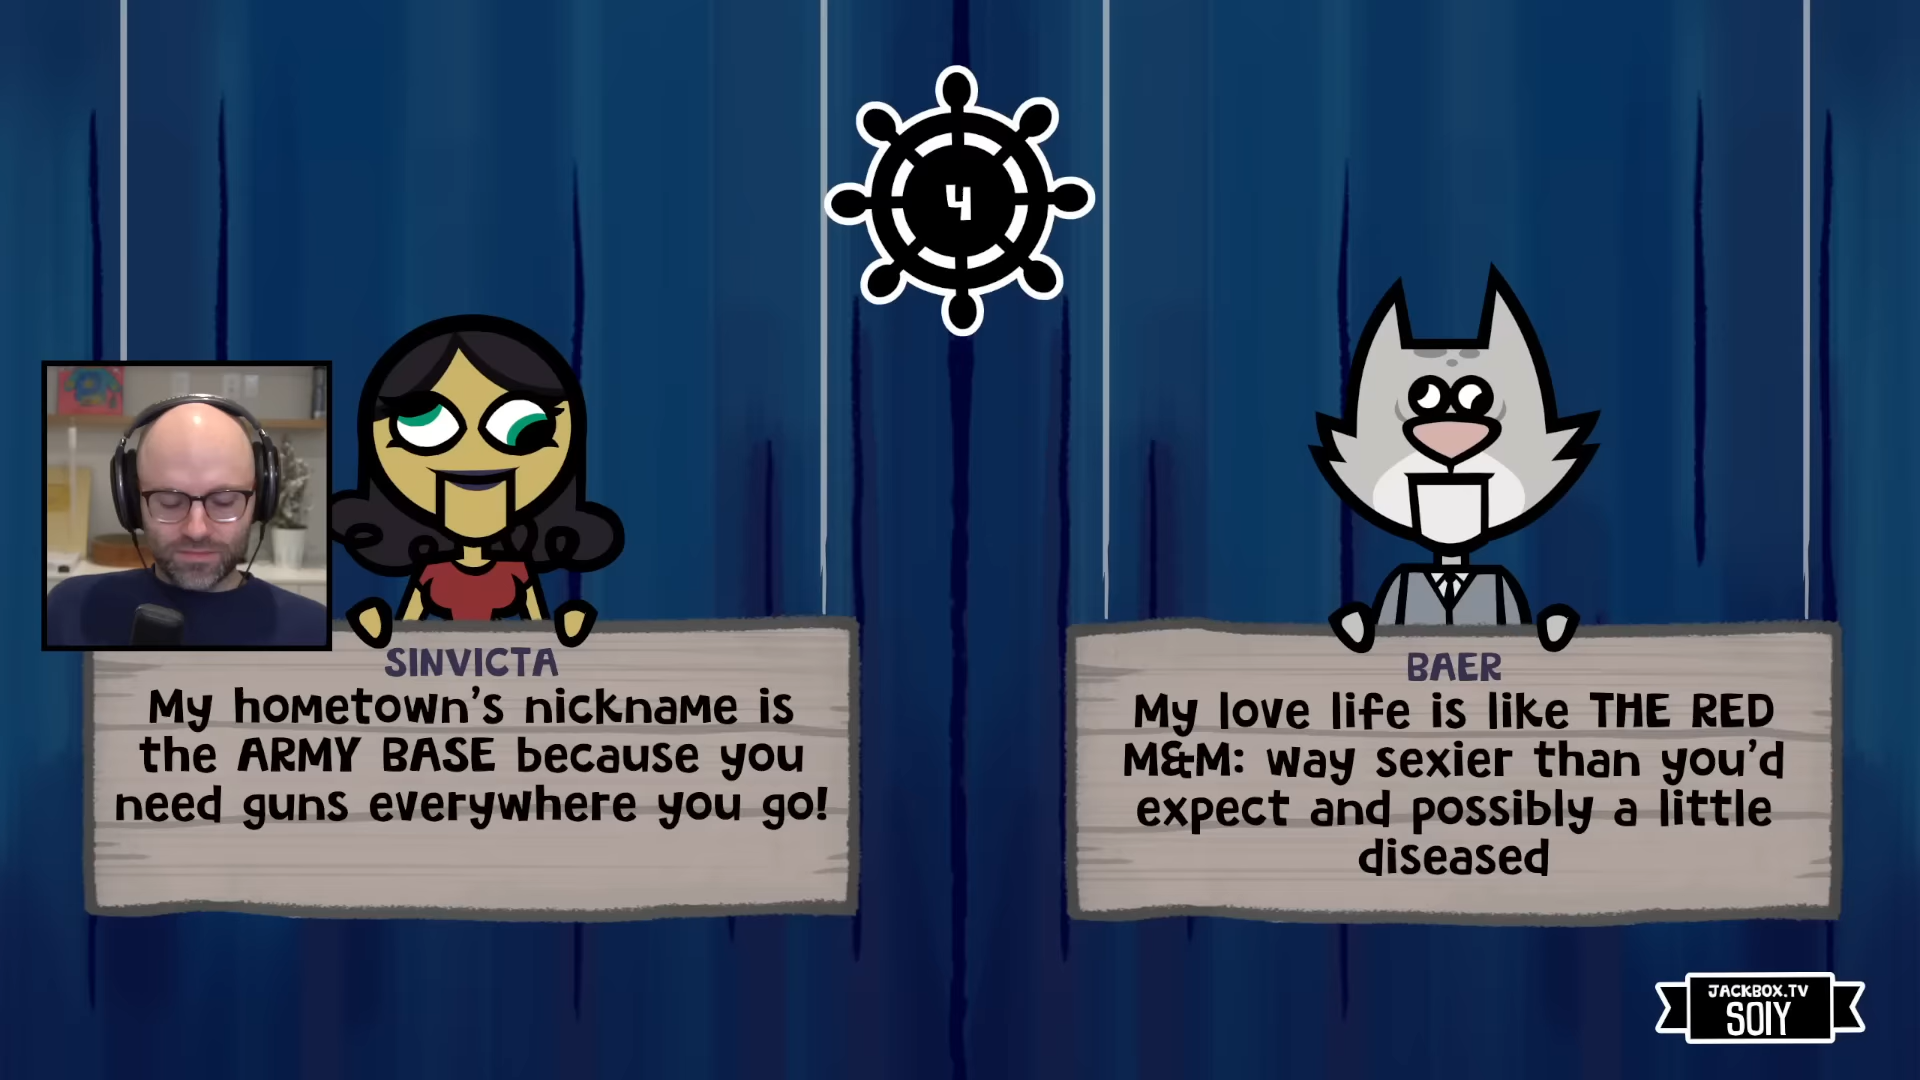 4
SINVICTA
My hometown's nickname is
the ARMY BASE because you
need guns everywhere you go!
BAER
My love life is like THE RED
M&M: way sexier than you'd
expect and possibly a little
diseased
JACKBOX.TV
SOIY